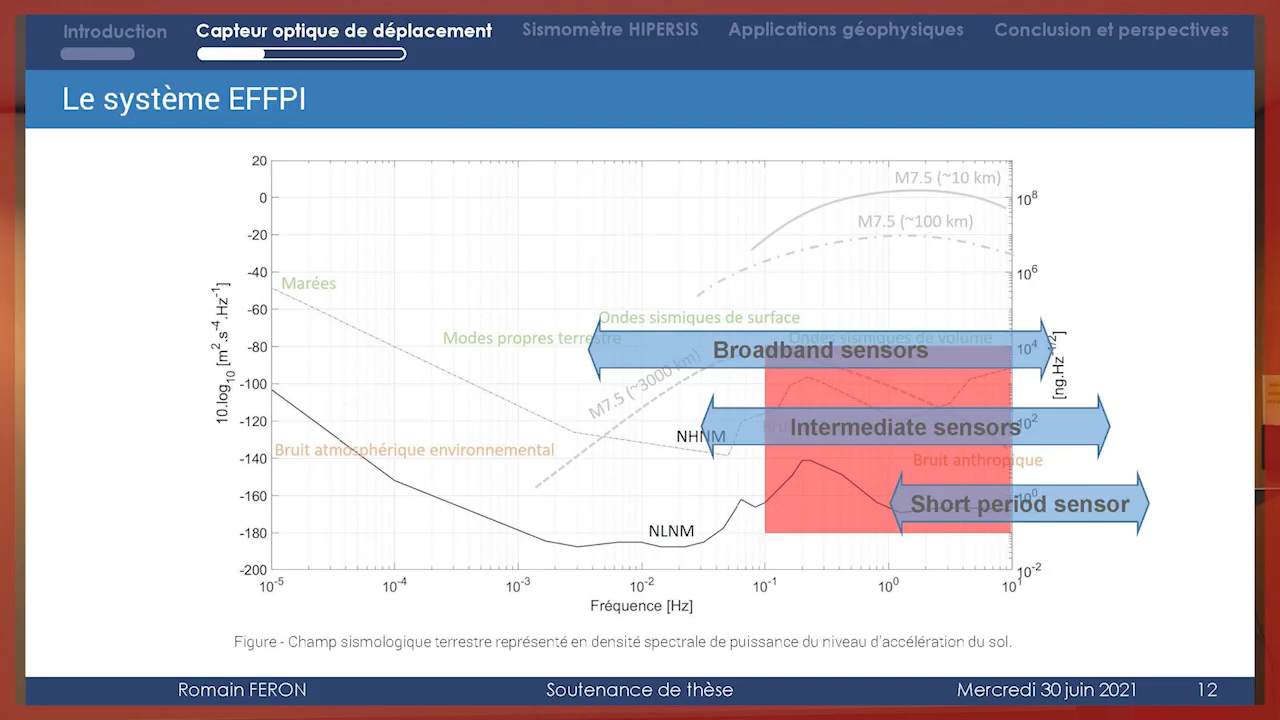 Introduction
Capteur optique de déplacement
Sismomètre HIPERSIS
Applications géophysiques
Conclusion et perspectives
Le système EFFPI
20
0
-20
-40
-60
-80
-100
-120
-140
-160
-180
-200
10.log10 [m2.s-4.Hz-1]
M7.5 (~10 km)
M7.5 (~100 km)
Marées
Ondes sismiques de surface
Modes propres terrestre
Ondes sismiques de volume
Broadband sensors
M7.5 (~3000 km)
NHNM
Intermediate sensors
Bruit atmosphérique environnemental
Bruit anthropique
Short period sensor
NLNM
10^8
10^6
10^4
10^2
10^0
10^-2
10^-5
10^-4
10^-3
10^-2
10^-1
10^0
10^1
Fréquence [Hz]
Figure - Champ sismologique terrestre représenté en densité spectrale de puissance du niveau d'accélération du sol.
Romain FERON
Soutenance de thèse
Mercredi 30 juin 2021
12